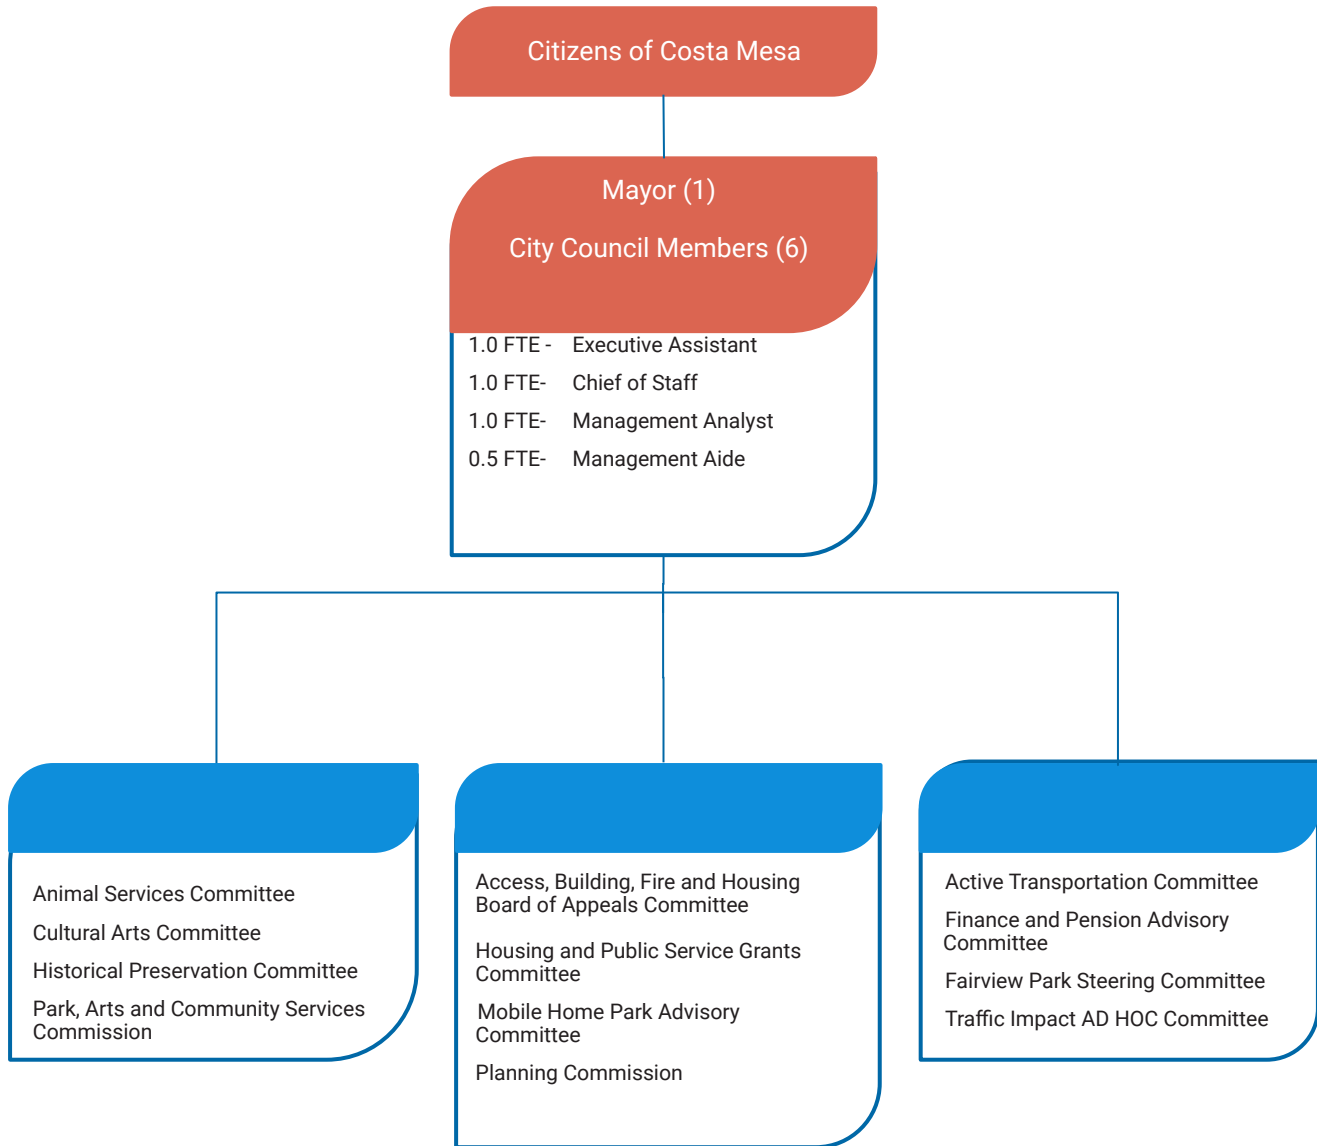 Citizens of Costa Mesa
Mayor (1)
City Council Members (6)
1.0 FTE - Executive Assistant
1.0 FTE- Chief of Staff
1.0 FTE- Management Analyst
0.5 FTE- Management Aide
Animal Services Committee
Cultural Arts Committee
Historical Preservation Committee
Park, Arts and Community Services
Commission
Access, Building, Fire and Housing
Board of Appeals Committee
Housing and Public Service Grants
Committee
Mobile Home Park Advisory
Committee
Planning Commission
Active Transportation Committee
Finance and Pension Advisory
Committee
Fairview Park Steering Committee
Traffic Impact AD HOC Committee